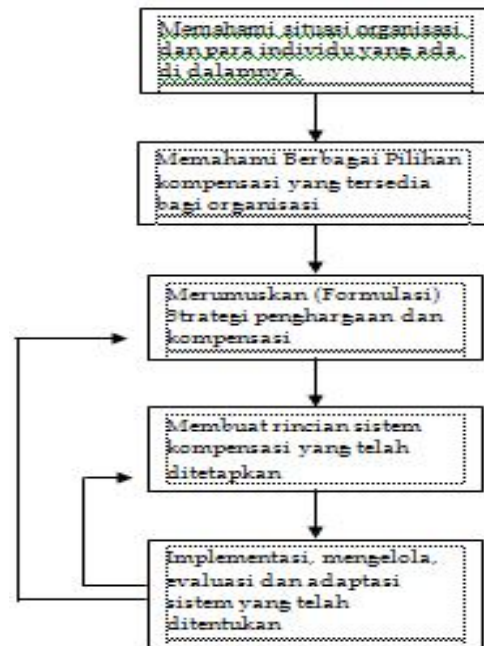 Memahami situasi organisasi
dan para individu yang ada
di dalamnya.
Memahami Berbagai Pilihan
kompensasi yang tersedia
bagi organisasi
Merumuskan (Formulasi)
Strategi penghargaan dan
kompensasi
Membuat rincian sistem
kompensasi yang telah
ditetapkan
Implementasi, mengelola,
evaluasi dan adaptasi
sistem yang telah
ditentukan